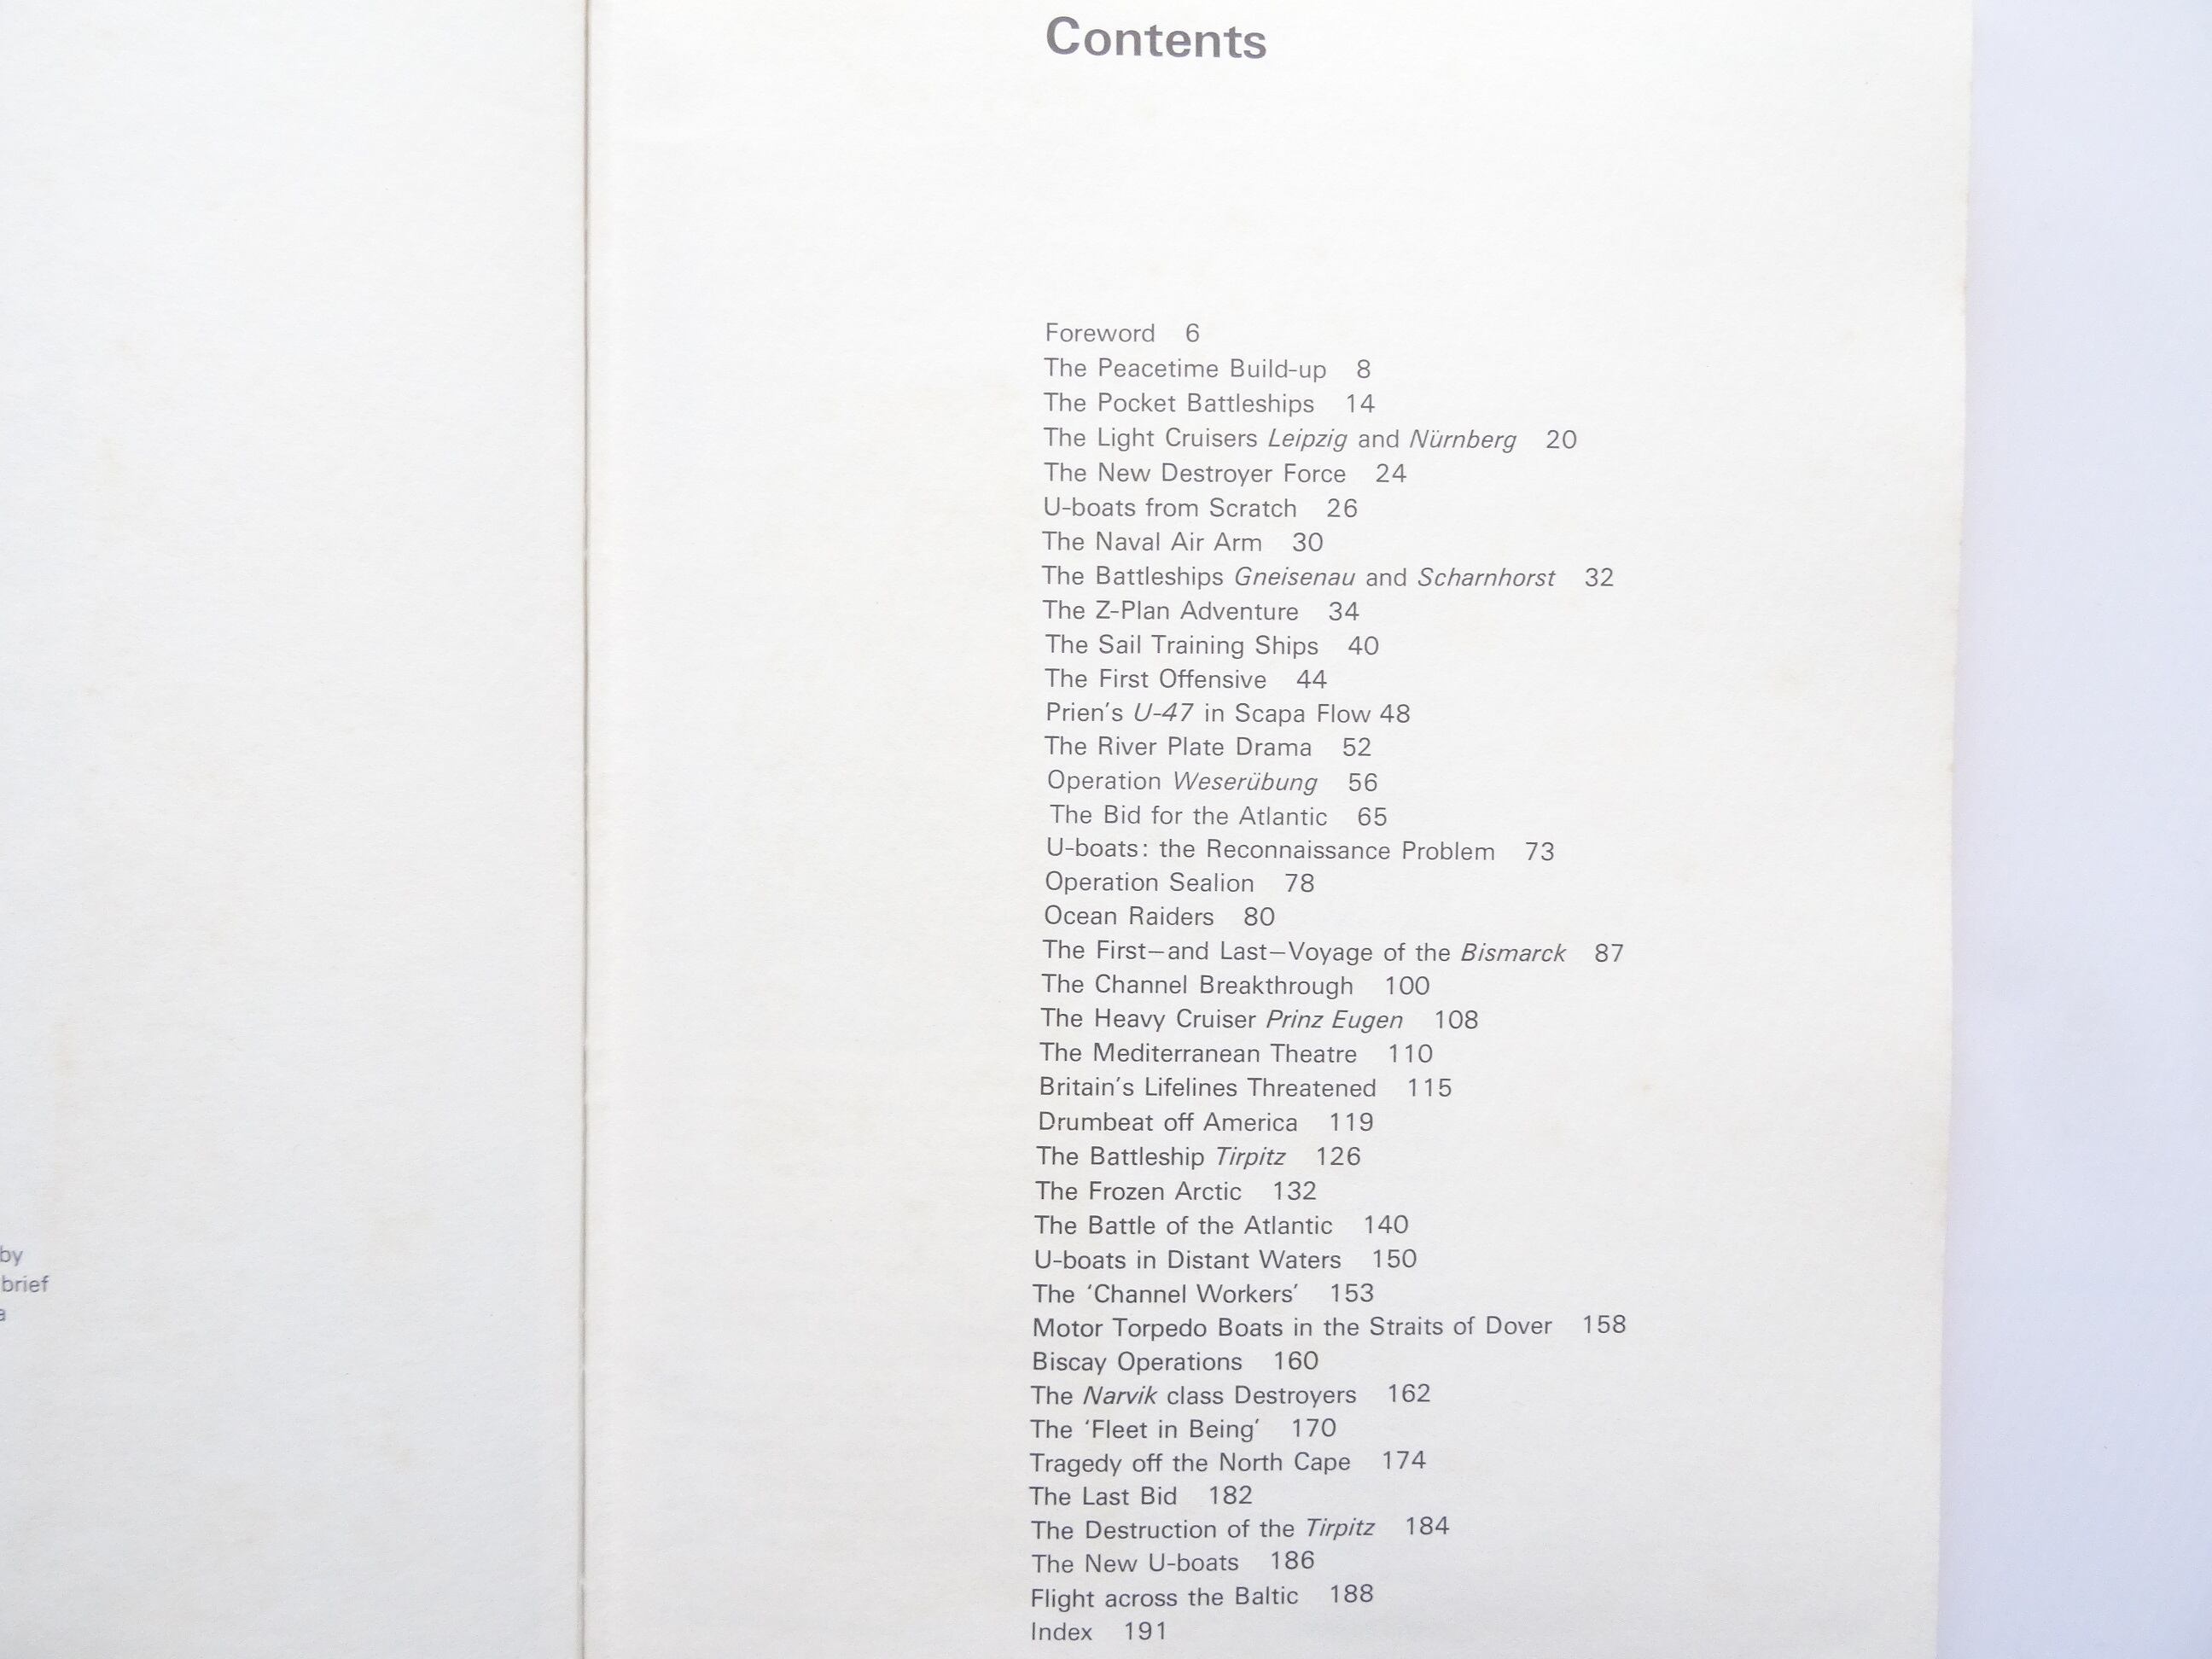 Contents
Foreword 6
The Peacetime Build-up 8
The Pocket Battleships 14
The Light Cruisers Leipzig and Nürnberg 20
The New Destroyer Force 24
U-boats from Scratch 26
The Naval Air Arm 30
The Battleships Gneisenau and Scharnhorst 32
The Z-Plan Adventure 34
The Sail Training Ships 40
The First Offensive 44
Prien's U-47 in Scapa Flow 48
The River Plate Drama 52
Operation Weserübung 56
The Bid for the Atlantic 65
U-boats: the Reconnaissance Problem 73
Operation Sealion 78
Ocean Raiders 80
The First—and Last—Voyage of the Bismarck 87
The Channel Breakthrough 100
The Heavy Cruiser Prinz Eugen 108
The Mediterranean Theatre 110
Britain's Lifelines Threatened 115
Drumbeat off America 119
The Battleship Tirpitz 126
The Frozen Arctic 132
The Battle of the Atlantic 140
U-boats in Distant Waters 150
The 'Channel Workers' 153
Motor Torpedo Boats in the Straits of Dover 158
Biscay Operations 160
The Narvik class Destroyers 162
The 'Fleet in Being' 170
Tragedy off the North Cape 174
The Last Bid 182
The Destruction of the Tirpitz 184
The New U-boats 186
Flight across the Baltic 188
Index 191
by
brief